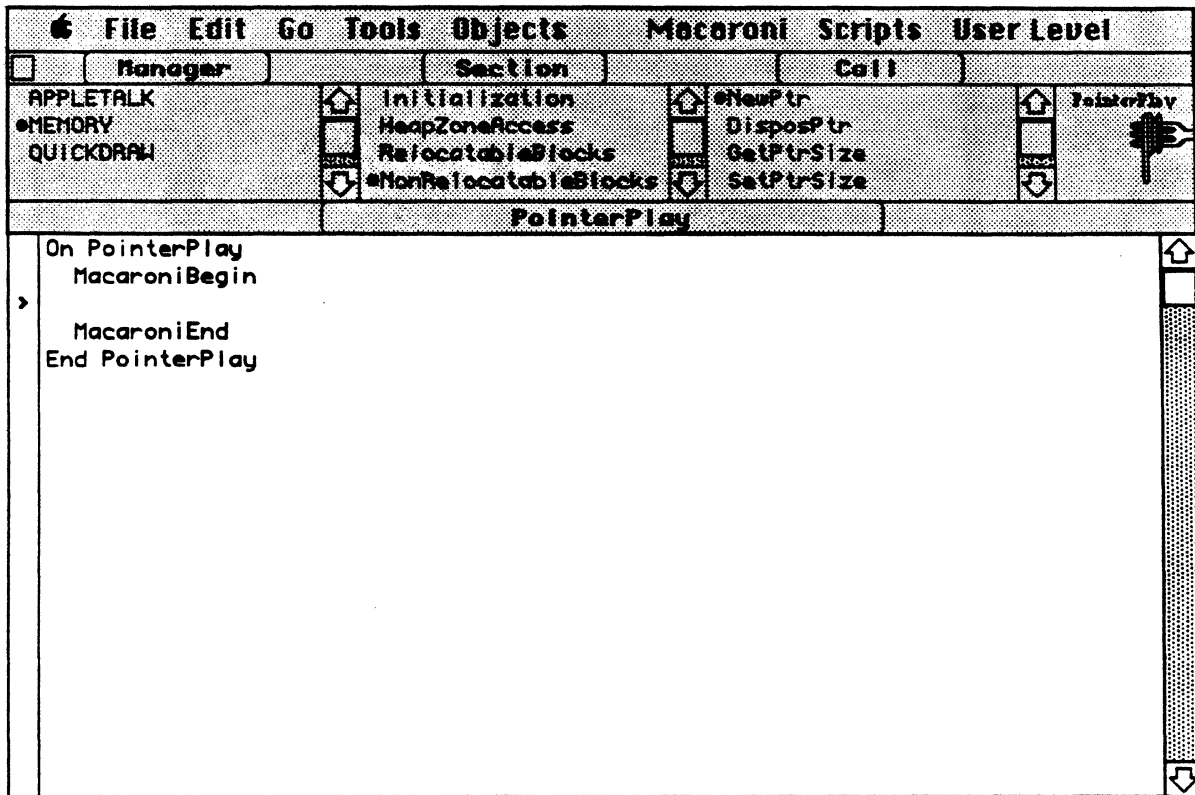 File Edit Go Tools Objects Macaroni Scripts User Level
Manager Section Call
APPLETALK
●MEMORY
QUICKDRAW
Initialization
HeapZoneAccess
RelocatableBlocks
●NonRelocatableBlocks
●NewPtr
DisposPtr
GetPtrSize
SetPtrSize
PointerPlay
PointerPlay
On PointerPlay
MacaroniBegin
>
MacaroniEnd
End PointerPlay